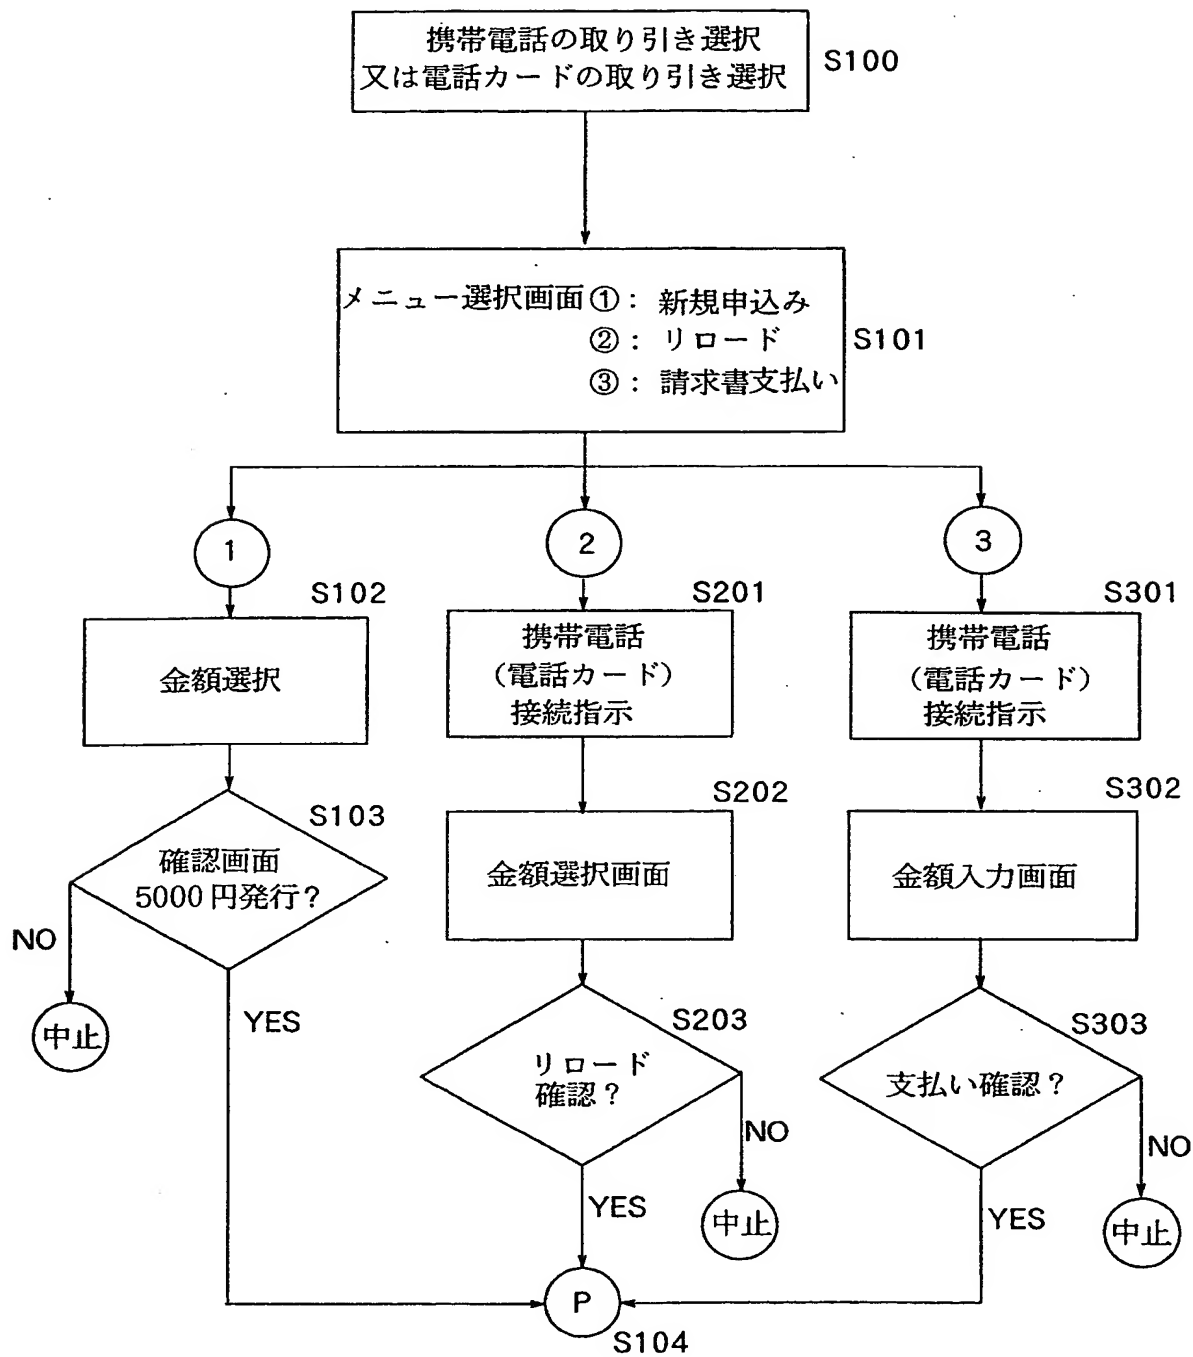 携帯電話の取り引き選択
又は電話カードの取り引き選択
S100
メニュー選択画面 ①： 新規申込み
②： リロード
③： 請求書支払い
S101
1
2
3
S102
金額選択
S201
携帯電話
（電話カード）
接続指示
S301
携帯電話
（電話カード）
接続指示
S103
確認画面
5000円発行？
NO
中止
YES
S202
金額選択画面
S302
金額入力画面
S203
リロード
確認？
NO
中止
YES
S303
支払い確認？
NO
中止
YES
P
S104